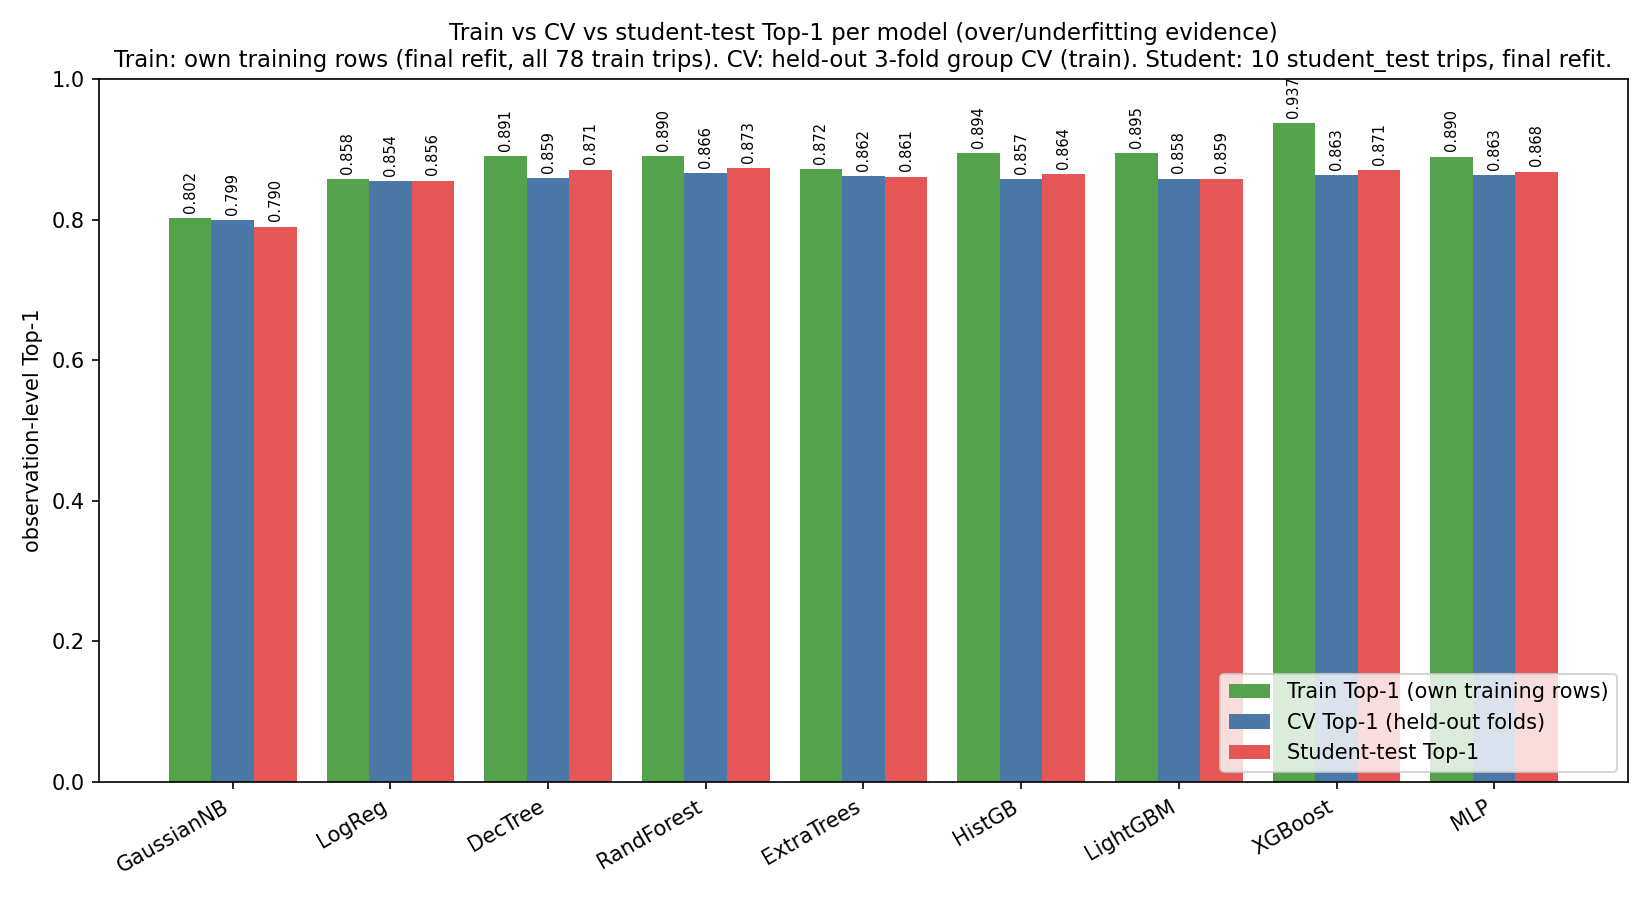 Train vs CV vs student-test Top-1 per model (over/underfitting evidence)
Train: own training rows (final refit, all 78 train trips). CV: held-out 3-fold group CV (train). Student: 10 student_test trips, final refit.
observation-level Top-1
1.0
0.8
0.6
0.4
0.2
0.0
0.802
0.799
0.790
0.858
0.854
0.856
0.891
0.859
0.871
0.890
0.866
0.873
0.872
0.862
0.861
0.894
0.857
0.864
0.895
0.858
0.859
0.937
0.863
0.871
0.890
0.863
0.868
Train Top-1 (own training rows)
CV Top-1 (held-out folds)
Student-test Top-1
GaussianNB
LogReg
DecTree
RandForest
ExtraTrees
HistGB
LightGBM
XGBoost
MLP